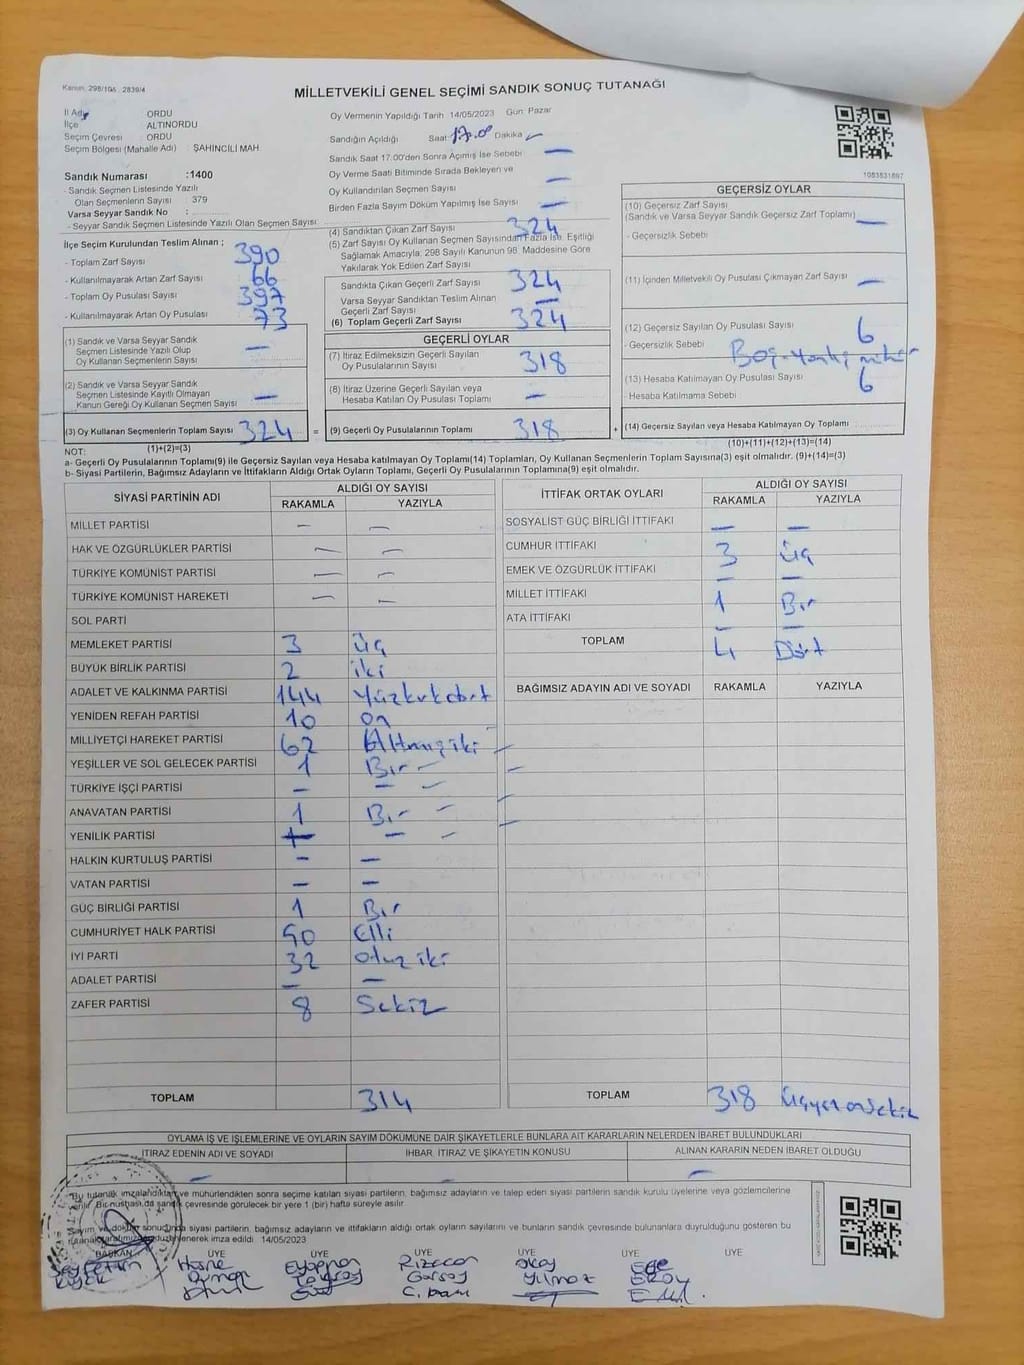 Kanun: 298/105 , 2839/4
MİLLETVEKİLİ GENEL SEÇİMİ SANDIK SONUÇ TUTANAĞI
İl Adı ORDU
İlçe ALTINORDU
Seçim Çevresi ORDU
Seçim Bölgesi (Mahalle Adı) : ŞAHİNCİLİ MAH
Sandık Numarası :1400
- Sandık Seçmen Listesinde Yazılı
Olan Seçmenlerin Sayısı 379
Varsa Seyyar Sandık No :
- Seyyar Sandık Seçmen Listesinde Yazılı Olan Seçmen Sayısı :
İlçe Seçim Kurulundan Teslim Alınan ;
- Toplam Zarf Sayısı 390
- Kullanılmayarak Artan Zarf Sayısı 66
- Toplam Oy Pusulası Sayısı 397
- Kullanılmayarak Artan Oy Pusulası 73
(1) Sandık ve Varsa Seyyar Sandık
Seçmen Listesinde Yazılı Olup
Oy Kullanan Seçmenlerin Sayısı —
(2) Sandık ve Varsa Seyyar Sandık
Seçmen Listesinde Kayıtlı Olmayan
Kanun Gereği Oy Kullanan Seçmen Sayısı —
(3) Oy Kullanan Seçmenlerin Toplam Sayısı 324 =
(1)+(2)=(3)
Oy Vermenin Yapıldığı Tarih 14/05/2023 Gün: Pazar
Sandığın Açıldığı Saat 17.00 Dakika —
Sandık Saat 17.00'den Sonra Açılmış İse Sebebi —
Oy Verme Saati Bitiminde Sırada Bekleyen ve
Oy Kullandırılan Seçmen Sayısı —
Birden Fazla Sayım Döküm Yapılmış İse Sayısı —
(4) Sandıktan Çıkan Zarf Sayısı 324
(5) Zarf Sayısı Oy Kullanan Seçmen Sayısından Fazla İse, Eşitliği
Sağlamak Amacıyla; 298 Sayılı Kanunun 98. Maddesine Göre
Yakılarak Yok Edilen Zarf Sayısı
Sandıkta Çıkan Geçerli Zarf Sayısı 324
Varsa Seyyar Sandıktan Teslim Alınan
Geçerli Zarf Sayısı —
(6) Toplam Geçerli Zarf Sayısı 324
GEÇERLİ OYLAR
(7) İtiraz Edilmeksizin Geçerli Sayılan
Oy Pusulalarının Sayısı 318
(8) İtiraz Üzerine Geçerli Sayılan veya
Hesaba Katılan Oy Pusulası Toplamı —
(9) Geçerli Oy Pusulalarının Toplamı 318 +
1083831897
GEÇERSİZ OYLAR
(10) Geçersiz Zarf Sayısı
(Sandık ve Varsa Seyyar Sandık Geçersiz Zarf Toplamı) —
- Geçersizlik Sebebi
(11) İçinden Milletvekili Oy Pusulası Çıkmayan Zarf Sayısı —
(12) Geçersiz Sayılan Oy Pusulası Sayısı 6
- Geçersizlik Sebebi Boş-yanlış mühür
(13) Hesaba Katılmayan Oy Pusulası Sayısı 6
Hesaba Katılmama Sebebi
(14) Geçersiz Sayılan veya Hesaba Katılmayan Oy Pusulası Toplamı
(10)+(11)+(12)+(13)=(14)
NOT:
a- Geçerli Oy Pusulalarının Toplamı(9) ile Geçersiz Sayılan veya Hesaba katılmayan Oy Pusulası Toplamı(14) Toplamları, Oy Kullanan Seçmenlerin Toplam Sayısına(3) eşit olmalıdır. (9)+(14)=(3)
b- Siyasi Partilerin, Bağımsız Adayların ve İttifakların Aldığı Ortak Oyların Toplamı, Geçerli Oy Pusulalarının Toplamına(9) eşit olmalıdır.
SİYASİ PARTİNİN ADI ALDIĞI OY SAYISI
RAKAMLA YAZIYLA
MİLLET PARTİSİ — —
HAK VE ÖZGÜRLÜKLER PARTİSİ — —
TÜRKİYE KOMÜNİST PARTİSİ — —
TÜRKİYE KOMÜNİST HAREKETİ — —
SOL PARTİ
MEMLEKET PARTİSİ 3 üç
BÜYÜK BİRLİK PARTİSİ 2 iki
ADALET VE KALKINMA PARTİSİ 144 Yüzkırkdört
YENİDEN REFAH PARTİSİ 10 on
MİLLİYETÇİ HAREKET PARTİSİ 62 Altmışiki
YEŞİLLER VE SOL GELECEK PARTİSİ 1 Bir
TÜRKİYE İŞÇİ PARTİSİ — —
ANAVATAN PARTİSİ 1 Bir
YENİLİK PARTİSİ — —
HALKIN KURTULUŞ PARTİSİ — —
VATAN PARTİSİ — —
GÜÇ BİRLİĞİ PARTİSİ 1 Bir
CUMHURİYET HALK PARTİSİ 50 Elli
İYİ PARTİ 32 otuziki
ADALET PARTİSİ — —
ZAFER PARTİSİ 8 Sekiz
TOPLAM 314
İTTİFAK ORTAK OYLARI ALDIĞI OY SAYISI
RAKAMLA YAZIYLA
SOSYALİST GÜÇ BİRLİĞİ İTTİFAKI — —
CUMHUR İTTİFAKI 3 üç
EMEK VE ÖZGÜRLÜK İTTİFAKI — —
MİLLET İTTİFAKI 1 Bir
ATA İTTİFAKI — —
TOPLAM 4 Dört
BAĞIMSIZ ADAYIN ADI VE SOYADI RAKAMLA YAZIYLA
TOPLAM 318 üçyüzonsekiz
OYLAMA İŞ VE İŞLEMLERİNE VE OYLARIN SAYIM DÖKÜMÜNE DAİR ŞİKAYETLERLE BUNLARA AİT KARARLARIN NELERDEN İBARET BULUNDUKLARI
İTİRAZ EDENİN ADI VE SOYADI İHBAR, İTİRAZ VE ŞİKAYETİN KONUSU ALINAN KARARIN NEDEN İBARET OLDUĞU
— — —
Bu tutanak imzalandıktan ve mühürlendikten sonra seçime katılan siyasi partilerin, bağımsız adayların ve talep eden siyasi partilerin sandık kurulu üyelerine veya gözlemcilerine
verilir. Bir nüshası da sandık çevresinde görülecek bir yere 1 (bir) hafta süreyle asılır
Sayım ve döküm sonucunda siyasi partilerin, bağımsız adayların ve ittifakların aldığı ortak oyların sayılarını ve bunların sandık çevresinde bulunanlara duyrulduğunu gösteren bu
tutanak tarafımızca düzenlenerek imza edildi. 14/05/2023
BAŞKAN ÜYE ÜYE ÜYE ÜYE ÜYE ÜYE
Seyfettin Hasne Eyüphan Rizacan Okay Ege
Gürsoy Yılmaz Ersoy